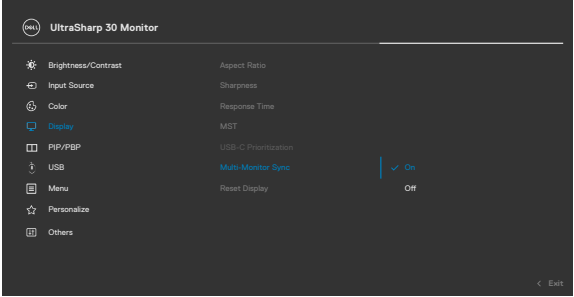 DELL UltraSharp 30 Monitor
Brightness/Contrast Aspect Ratio
Input Source Sharpness
Color Response Time
Display MST
PIP/PBP USB-C Prioritization
USB Multi-Monitor Sync On
Menu Reset Display Off
Personalize
Others
Exit